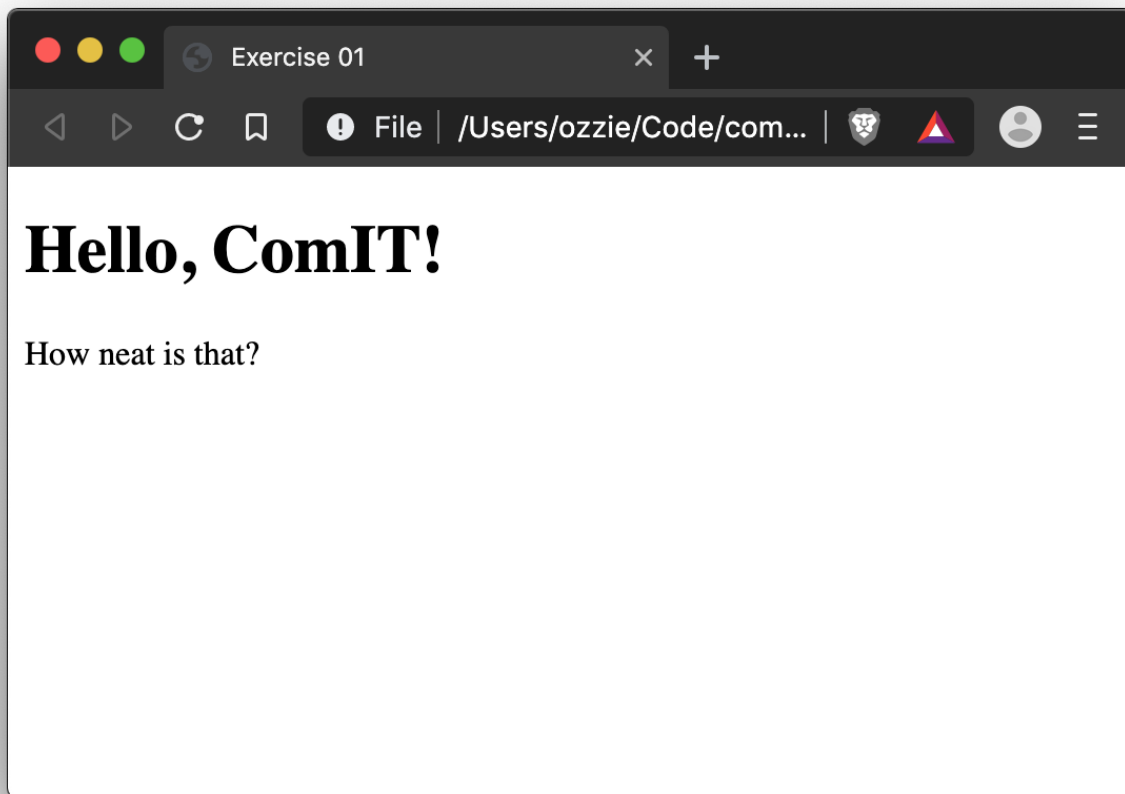 Exercise 01
File /Users/ozzie/Code/com...
Hello, ComIT!
How neat is that?